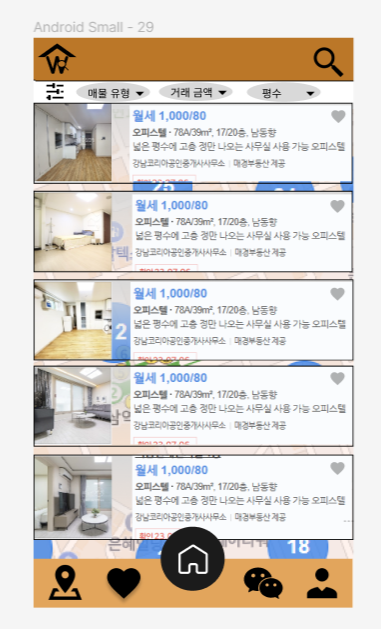 Android Small - 29
매물 유형
거래 금액
평수
월세 1,000/80
오피스텔 · 78A/39m², 17/20층, 남동향
넓은 평수에 고층 정만 나오는 사무실 사용 가능 오피스텔
강남코리아공인중개사사무소 | 매경부동산 제공
25
월세 1,000/80
오피스텔 · 78A/39m², 17/20층, 남동향
넓은 평수에 고층 정만 나오는 사무실 사용 가능 오피스텔
강남코리아공인중개사사무소 | 매경부동산 제공
확인 23.07.06
월세 1,000/80
오피스텔 · 78A/39m², 17/20층, 남동향
넓은 평수에 고층 정만 나오는 사무실 사용 가능 오피스텔
강남코리아공인중개사사무소 | 매경부동산 제공
2
확인 23.07.06
월세 1,000/80
오피스텔 · 78A/39m², 17/20층, 남동향
넓은 평수에 고층 정만 나오는 사무실 사용 가능 오피스텔
강남코리아공인중개사사무소 | 매경부동산 제공
확인 23.07.06
월세 1,000/80
오피스텔 · 78A/39m², 17/20층, 남동향
넓은 평수에 고층 정만 나오는 사무실 사용 가능 오피스텔
강남코리아공인중개사사무소 | 매경부동산 제공
18